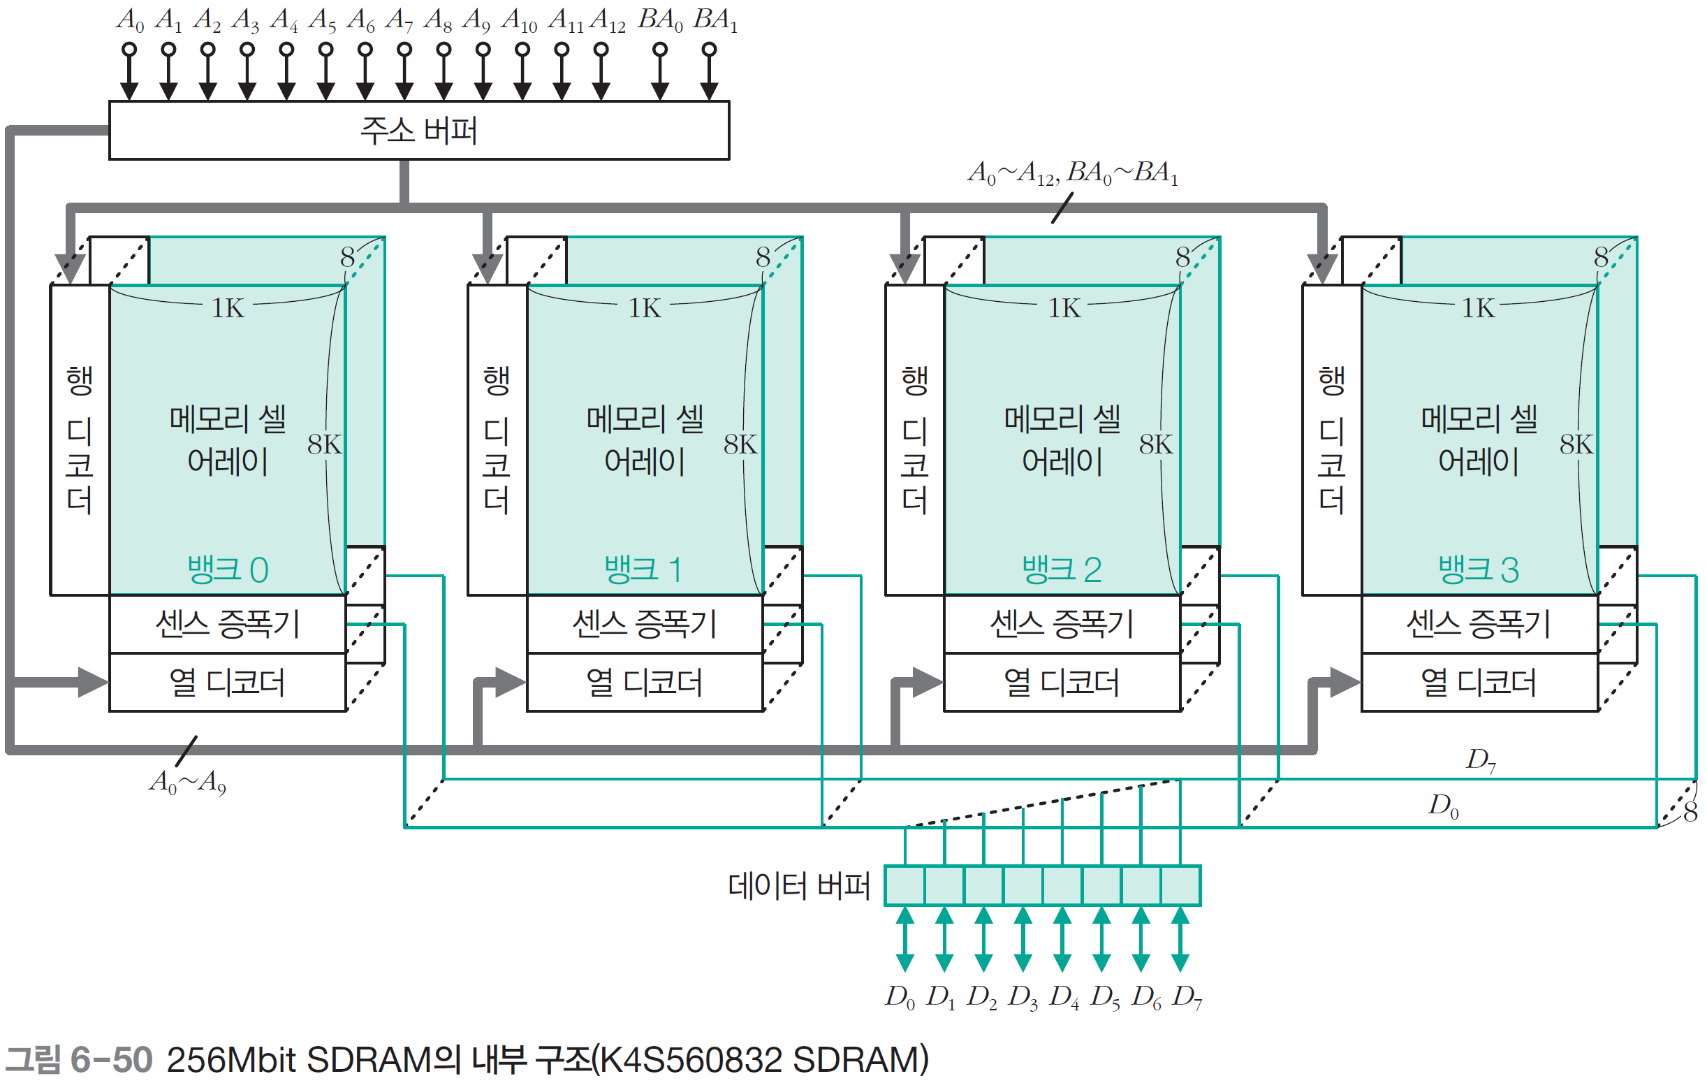 A₀ A₁ A₂ A₃ A₄ A₅ A₆ A₇ A₈ A₉ A₁₀ A₁₁ A₁₂ BA₀ BA₁
주소 버퍼
A₀~A₁₂, BA₀~BA₁
8 8 8 8
1K 1K 1K 1K
행 디코더 행 디코더 행 디코더 행 디코더
메모리 셀 메모리 셀 메모리 셀 메모리 셀
8K 8K 8K 8K
어레이 어레이 어레이 어레이
뱅크 0 뱅크 1 뱅크 2 뱅크 3
센스 증폭기 센스 증폭기 센스 증폭기 센스 증폭기
열 디코더 열 디코더 열 디코더 열 디코더
A₀~A₉
D₇
D₀
8
데이터 버퍼
D₀ D₁ D₂ D₃ D₄ D₅ D₆ D₇
그림 6-50 256Mbit SDRAM의 내부 구조(K4S560832 SDRAM)